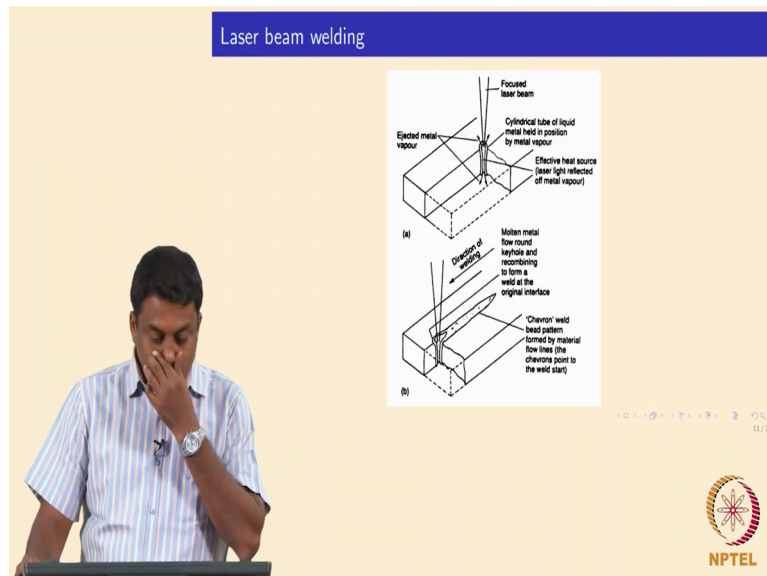 Laser beam welding
Focused
laser beam
Ejected metal
vapour
Cylindrical tube of liquid
metal held in position
by metal vapour
Effective heat source
(laser light reflected
off metal vapour)
(a)
Direction of
welding
Molten metal
flow round
keyhole and
recombining
to form a
weld at the
original interface
'Chevron' weld
bead pattern
formed by material
flow lines (the
chevrons point to
the weld start)
(b)
NPTEL